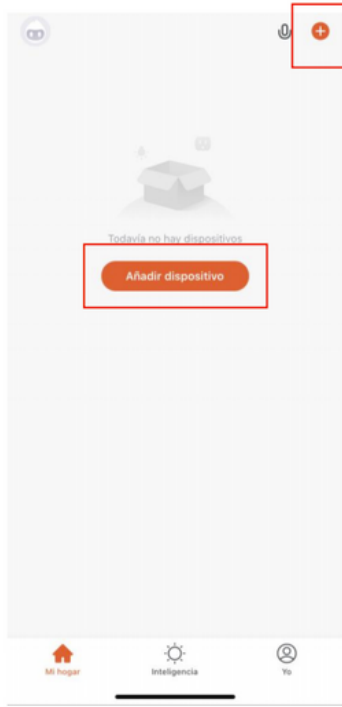 Todavía no hay dispositivos
Añadir dispositivo
Mi hogar
Inteligencia
Yo